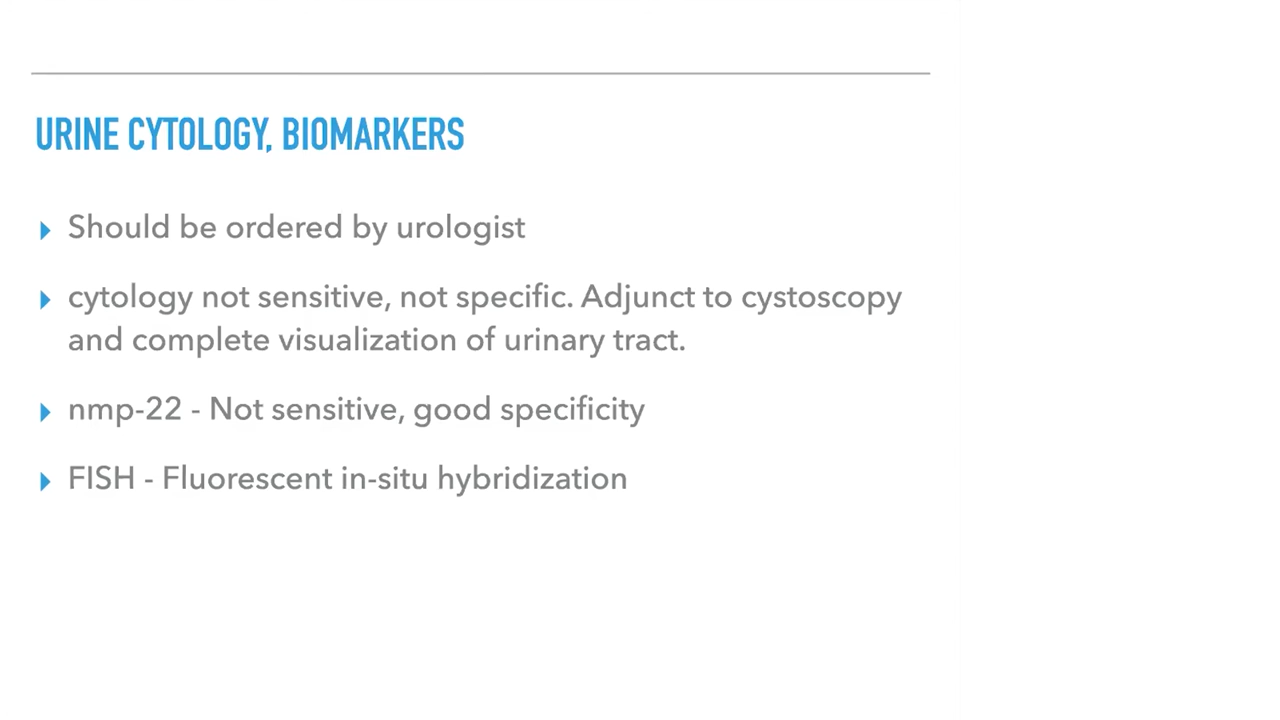 URINE CYTOLOGY, BIOMARKERS
Should be ordered by urologist
cytology not sensitive, not specific. Adjunct to cystoscopy
and complete visualization of urinary tract.
nmp-22 - Not sensitive, good specificity
FISH - Fluorescent in-situ hybridization